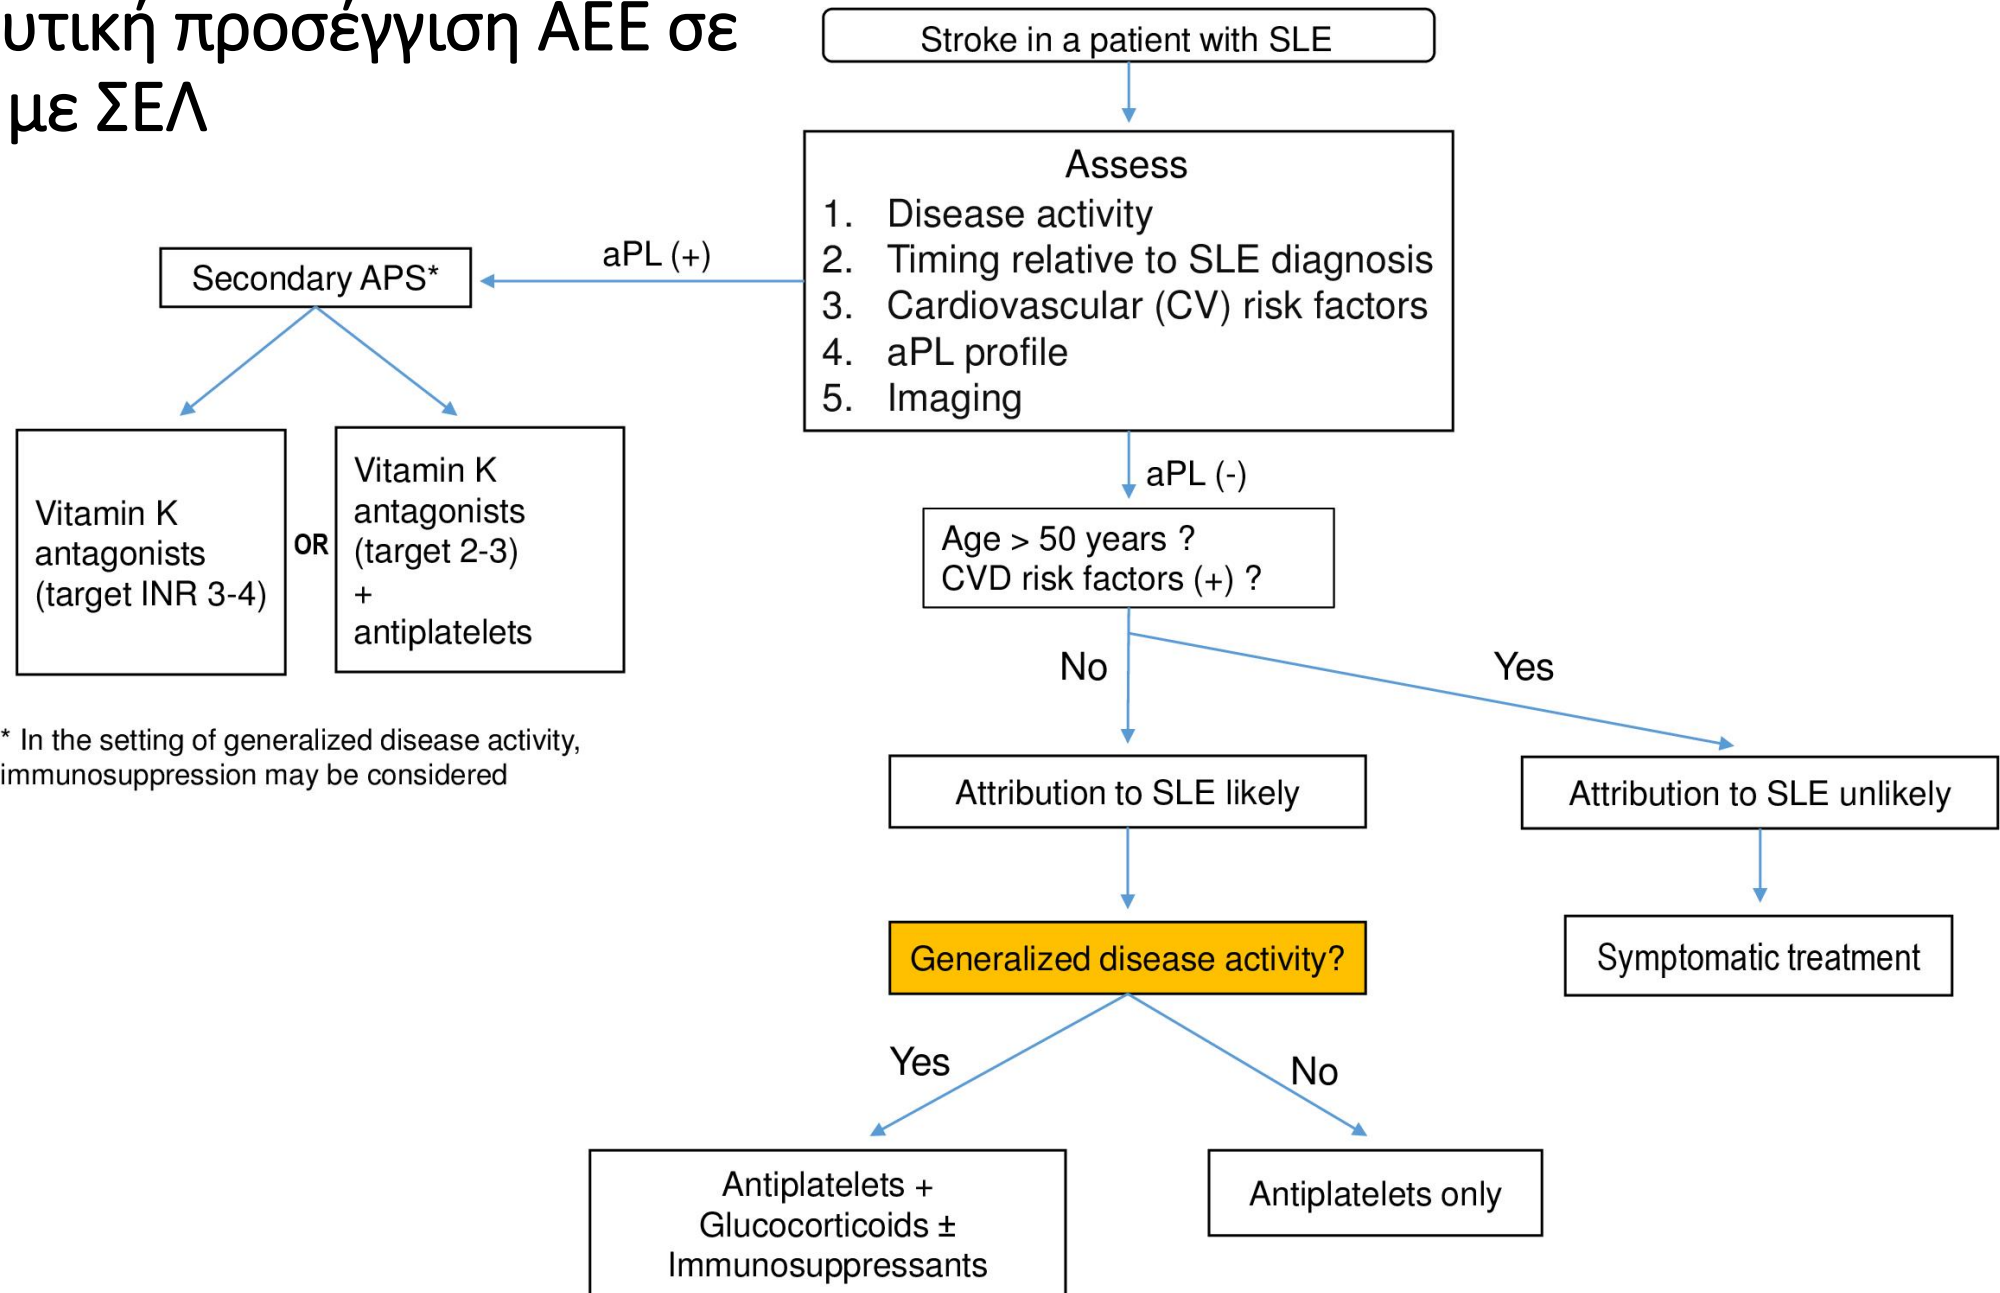 υτική προσέγγιση ΑΕΕ σε
με ΣΕΛ
Stroke in a patient with SLE
Assess
1. Disease activity
2. Timing relative to SLE diagnosis
3. Cardiovascular (CV) risk factors
4. aPL profile
5. Imaging
aPL (+)
Secondary APS*
Vitamin K
antagonists
(target INR 3-4)
OR
Vitamin K
antagonists
(target 2-3)
+
antiplatelets
* In the setting of generalized disease activity,
immunosuppression may be considered
aPL (-)
Age > 50 years ?
CVD risk factors (+) ?
No
Yes
Attribution to SLE likely
Attribution to SLE unlikely
Generalized disease activity?
Symptomatic treatment
Yes
No
Antiplatelets +
Glucocorticoids ±
Immunosuppressants
Antiplatelets only